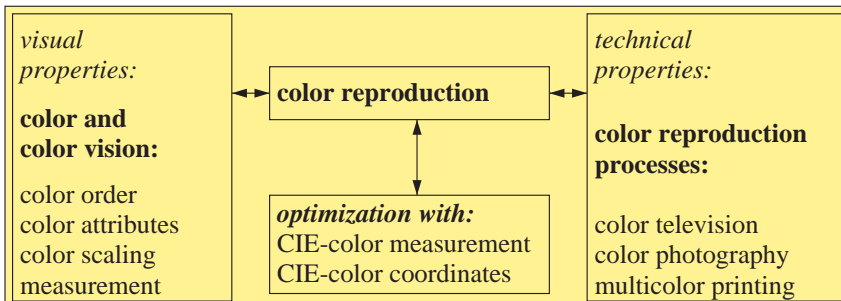 visual
properties:
color and
color vision:
color order
color attributes
color scaling
measurement
color reproduction
optimization with:
CIE-color measurement
CIE-color coordinates
technical
properties:
color reproduction
processes:
color television
color photography
multicolor printing